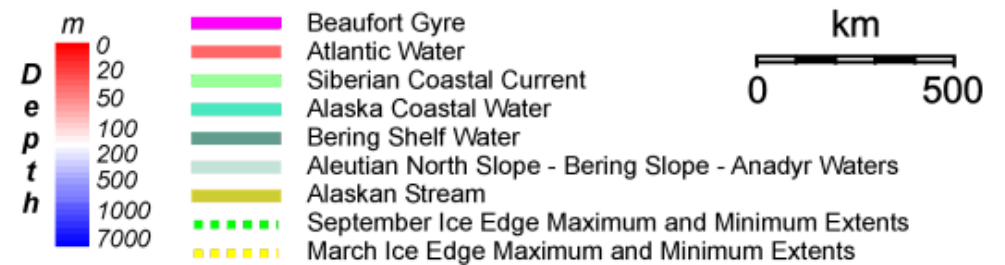 m
Depth
0
20
50
100
200
500
1000
7000
Beaufort Gyre
Atlantic Water
Siberian Coastal Current
Alaska Coastal Water
Bering Shelf Water
Aleutian North Slope - Bering Slope - Anadyr Waters
Alaskan Stream
September Ice Edge Maximum and Minimum Extents
March Ice Edge Maximum and Minimum Extents
km
0 500